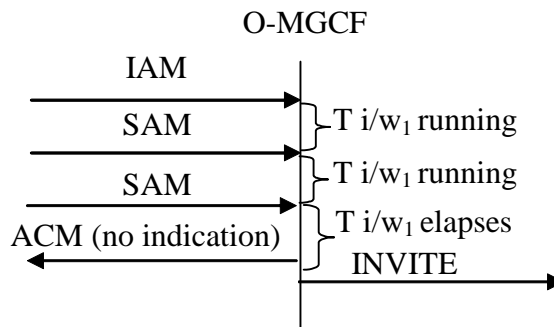 O-MGCF
IAM
T i/w₁ running
SAM
T i/w₁ running
SAM
ACM (no indication)
T i/w₁ elapses
INVITE